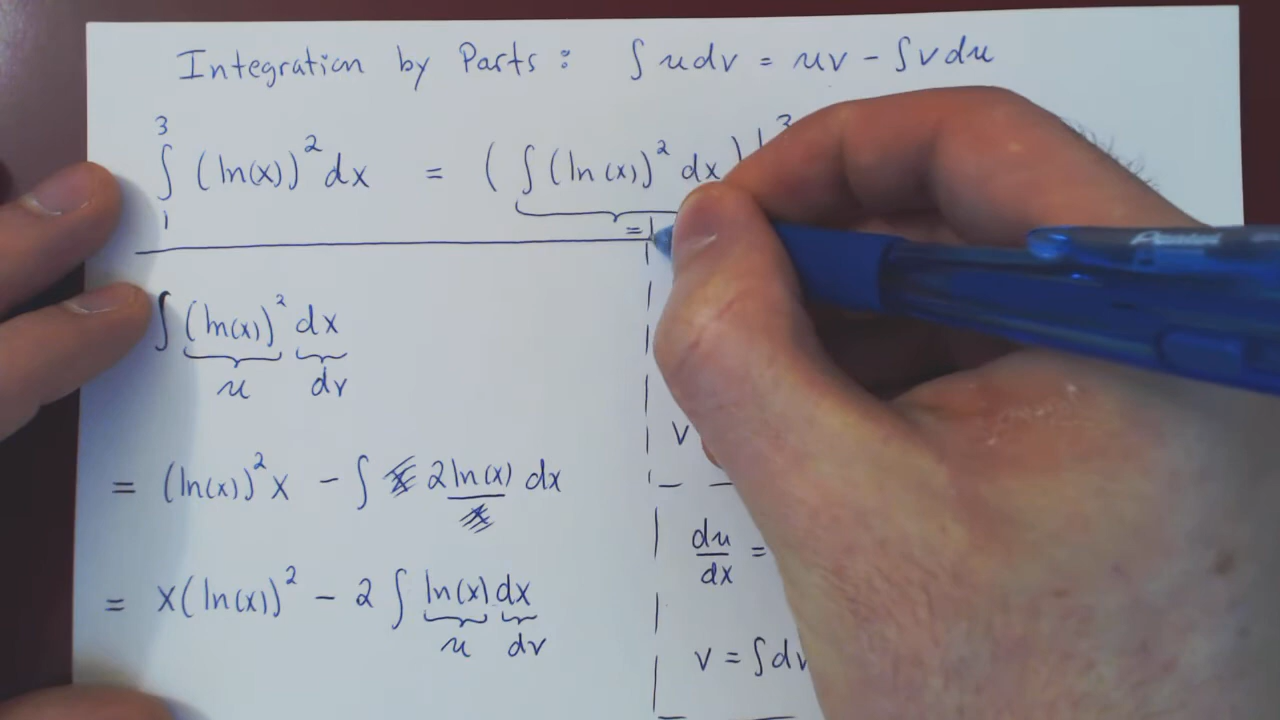 Integration by Parts : ∫ u dv = uv - ∫ v du
∫₁³ (ln(x))² dx = (∫ (ln(x))² dx)|³
=
∫ (ln(x))² dx
u dv
v
= (ln(x))² x - ∫ 2 ln(x) dx
du/dx =
= x(ln(x))² - 2 ∫ ln(x) dx
u dv
v = ∫ dv